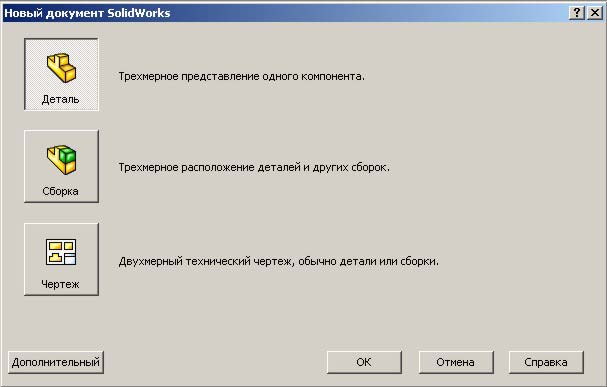 Новый документ SolidWorks
Деталь
Трехмерное представление одного компонента.
Сборка
Трехмерное расположение деталей и других сборок.
Чертеж
Двухмерный технический чертеж, обычно детали или сборки.
Дополнительный
OK
Отмена
Справка